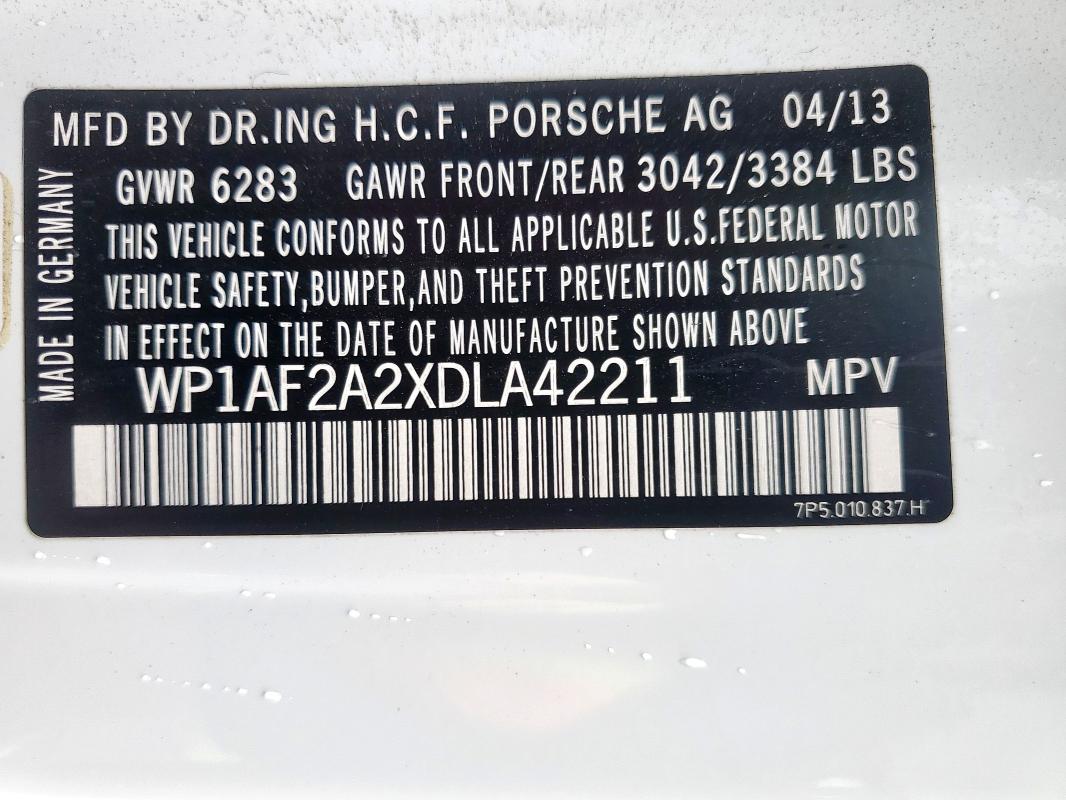 MFD BY DR.ING H.C.F. PORSCHE AG 04/13
GVWR 6283 GAWR FRONT/REAR 3042/3384 LBS
THIS VEHICLE CONFORMS TO ALL APPLICABLE U.S.FEDERAL MOTOR
VEHICLE SAFETY,BUMPER,AND THEFT PREVENTION STANDARDS
IN EFFECT ON THE DATE OF MANUFACTURE SHOWN ABOVE
WP1AF2A2XDLA42211 MPV
7P5.010.837.H
MADE IN GERMANY